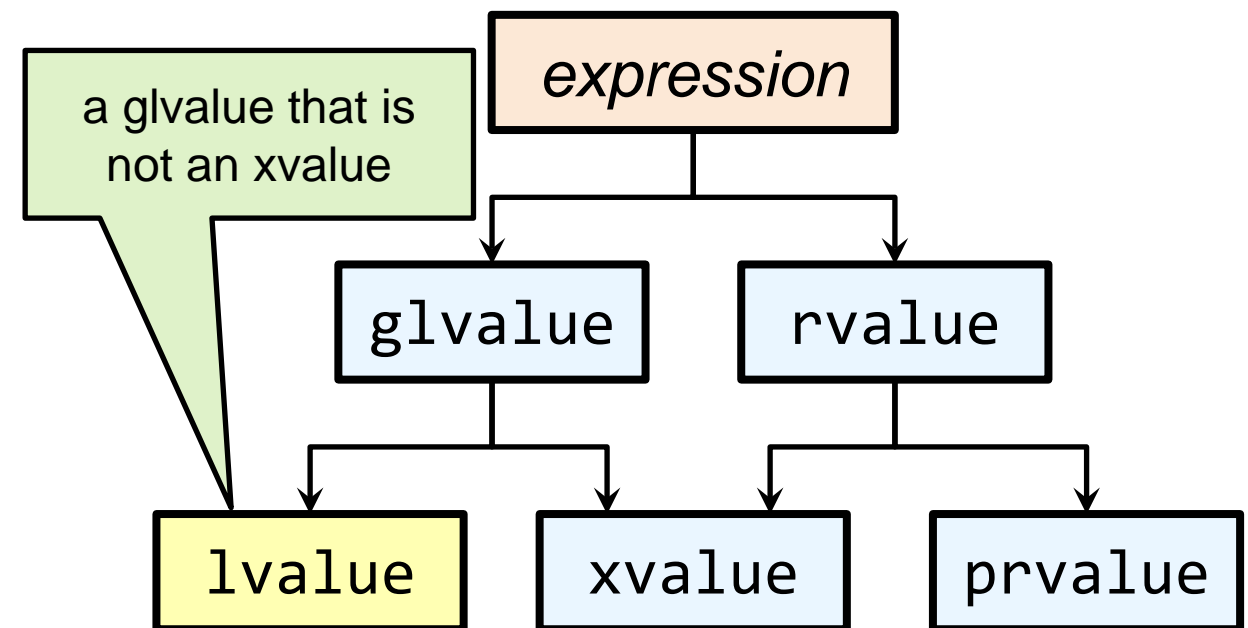 expression
a glvalue that is
not an xvalue
glvalue
rvalue
lvalue
xvalue
prvalue